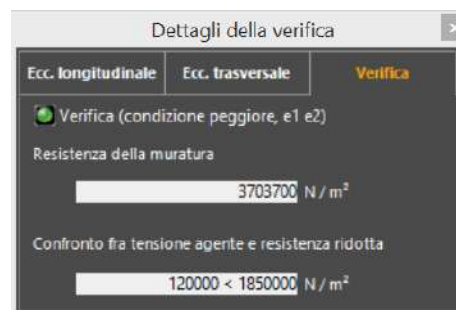 Dettagli della verifica
Ecc. longitudinale Ecc. trasversale Verifica
Verifica (condizione peggiore, e1 e2)
Resistenza della muratura
3703700 N / m²
Confronto fra tensione agente e resistenza ridotta
120000 < 1850000 N / m²